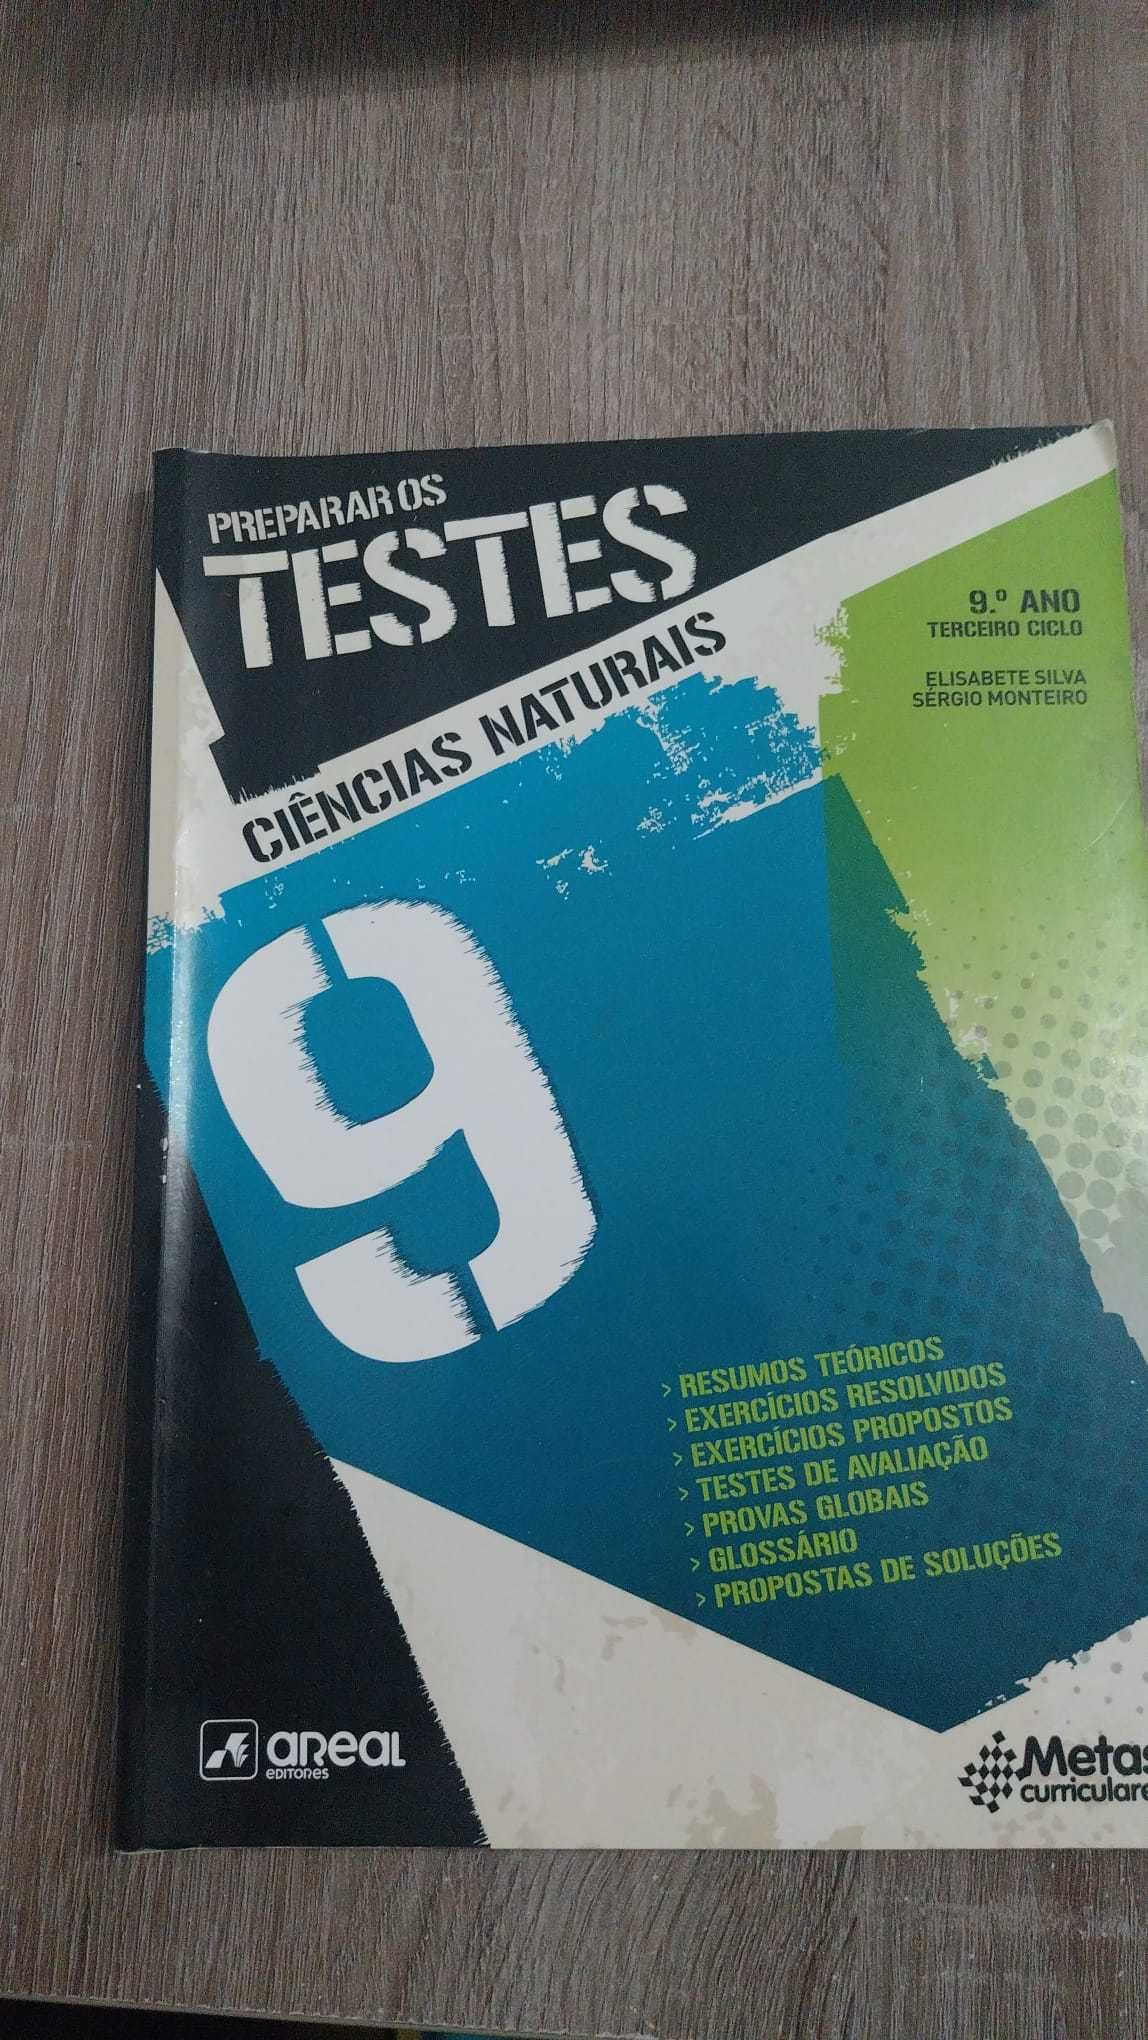 PREPARAR OS
TESTES
CIÊNCIAS NATURAIS
9.º ANO
TERCEIRO CICLO
ELISABETE SILVA
SÉRGIO MONTEIRO
9
> RESUMOS TEÓRICOS
> EXERCÍCIOS RESOLVIDOS
> EXERCÍCIOS PROPOSTOS
> TESTES DE AVALIAÇÃO
> PROVAS GLOBAIS
> GLOSSÁRIO
> PROPOSTAS DE SOLUÇÕES
aReaL
EDITORES
Metas
curriculare